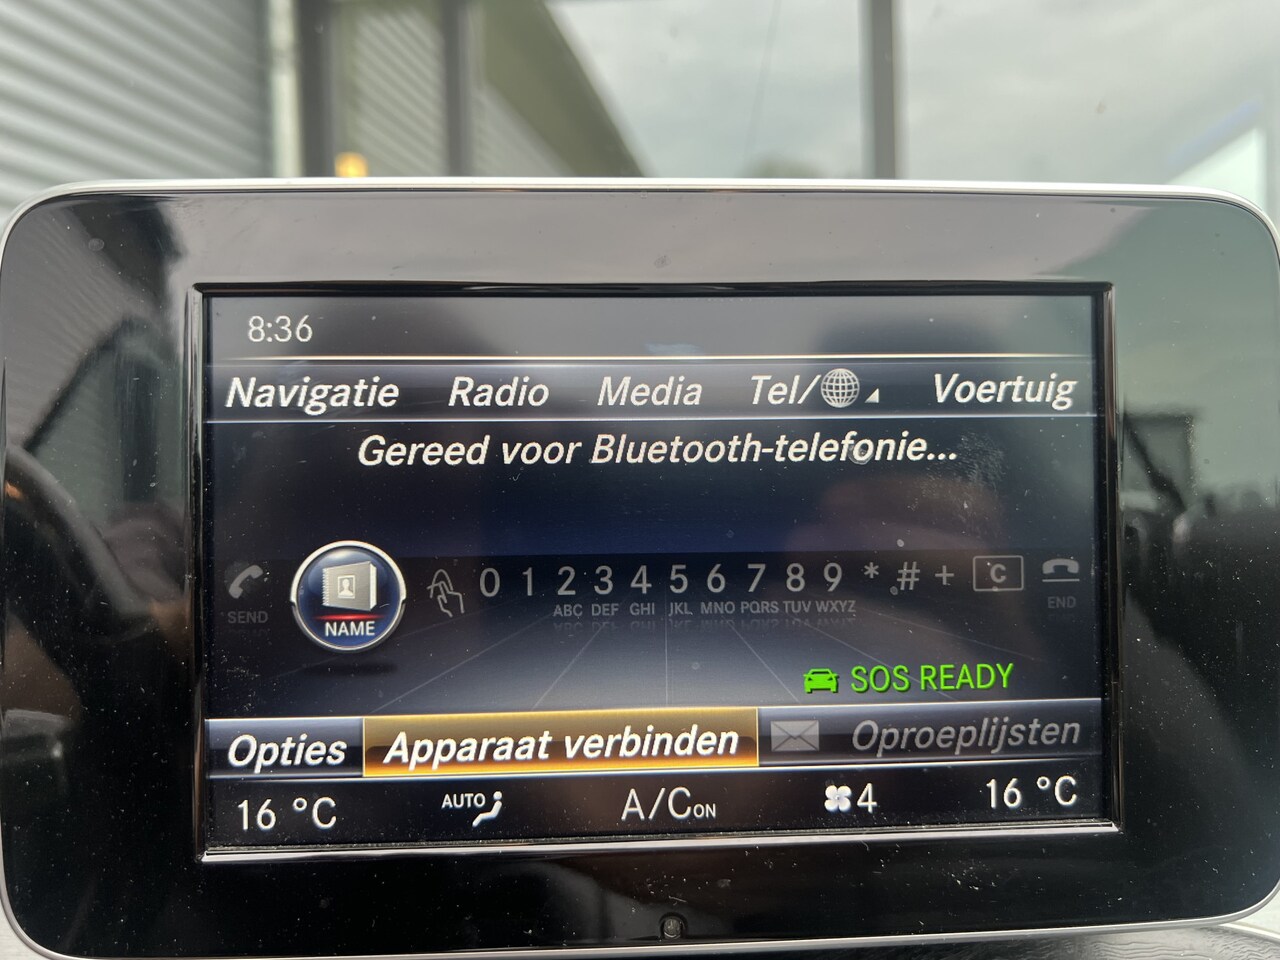 8:36
Navigatie Radio Media Tel/ Voertuig
Gereed voor Bluetooth-telefonie...
SEND NAME 0 1 2 3 4 5 6 7 8 9 * # + C END
ABC DEF GHI JKL MNO PQRS TUV WXYZ
SOS READY
Opties Apparaat verbinden Oproeplijsten
16 °C AUTO A/C ON 4 16 °C